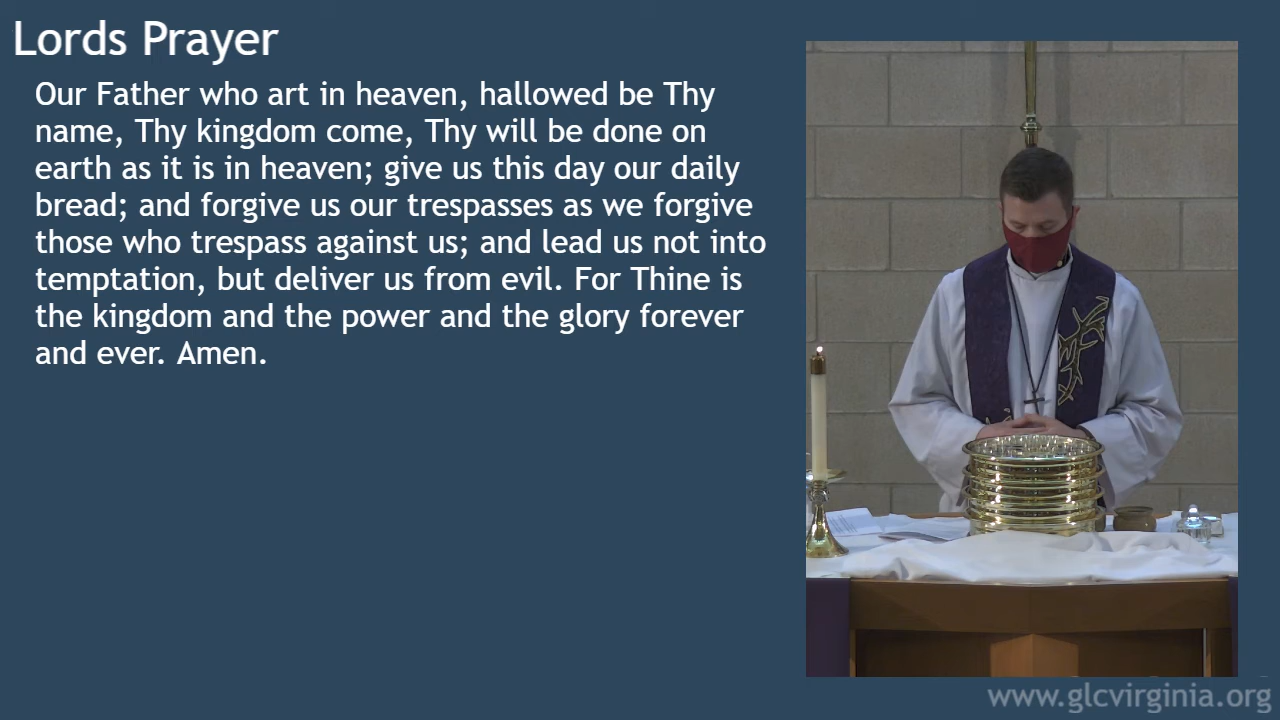 Lords Prayer
Our Father who art in heaven, hallowed be Thy
name, Thy kingdom come, Thy will be done on
earth as it is in heaven; give us this day our daily
bread; and forgive us our trespasses as we forgive
those who trespass against us; and lead us not into
temptation, but deliver us from evil. For Thine is
the kingdom and the power and the glory forever
and ever. Amen.
www.glcvirginia.org